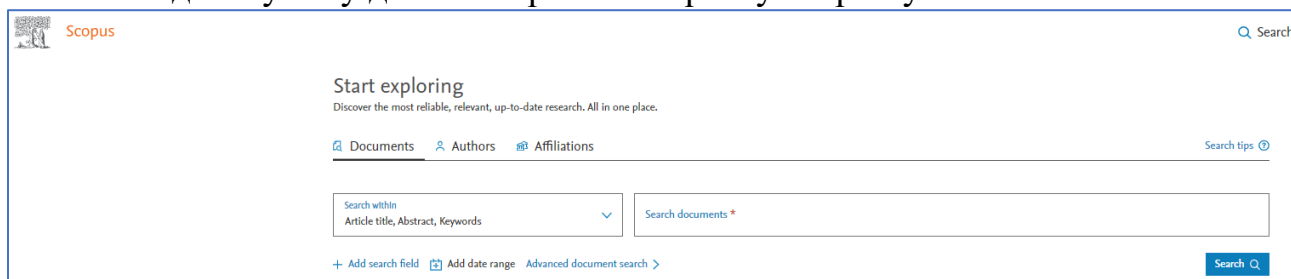 Scopus
Search
Start exploring
Discover the most reliable, relevant, up-to-date research. All in one place.
Documents Authors Affiliations Search tips
Search within
Article title, Abstract, Keywords
Search documents *
+ Add search field Add date range Advanced document search >
Search